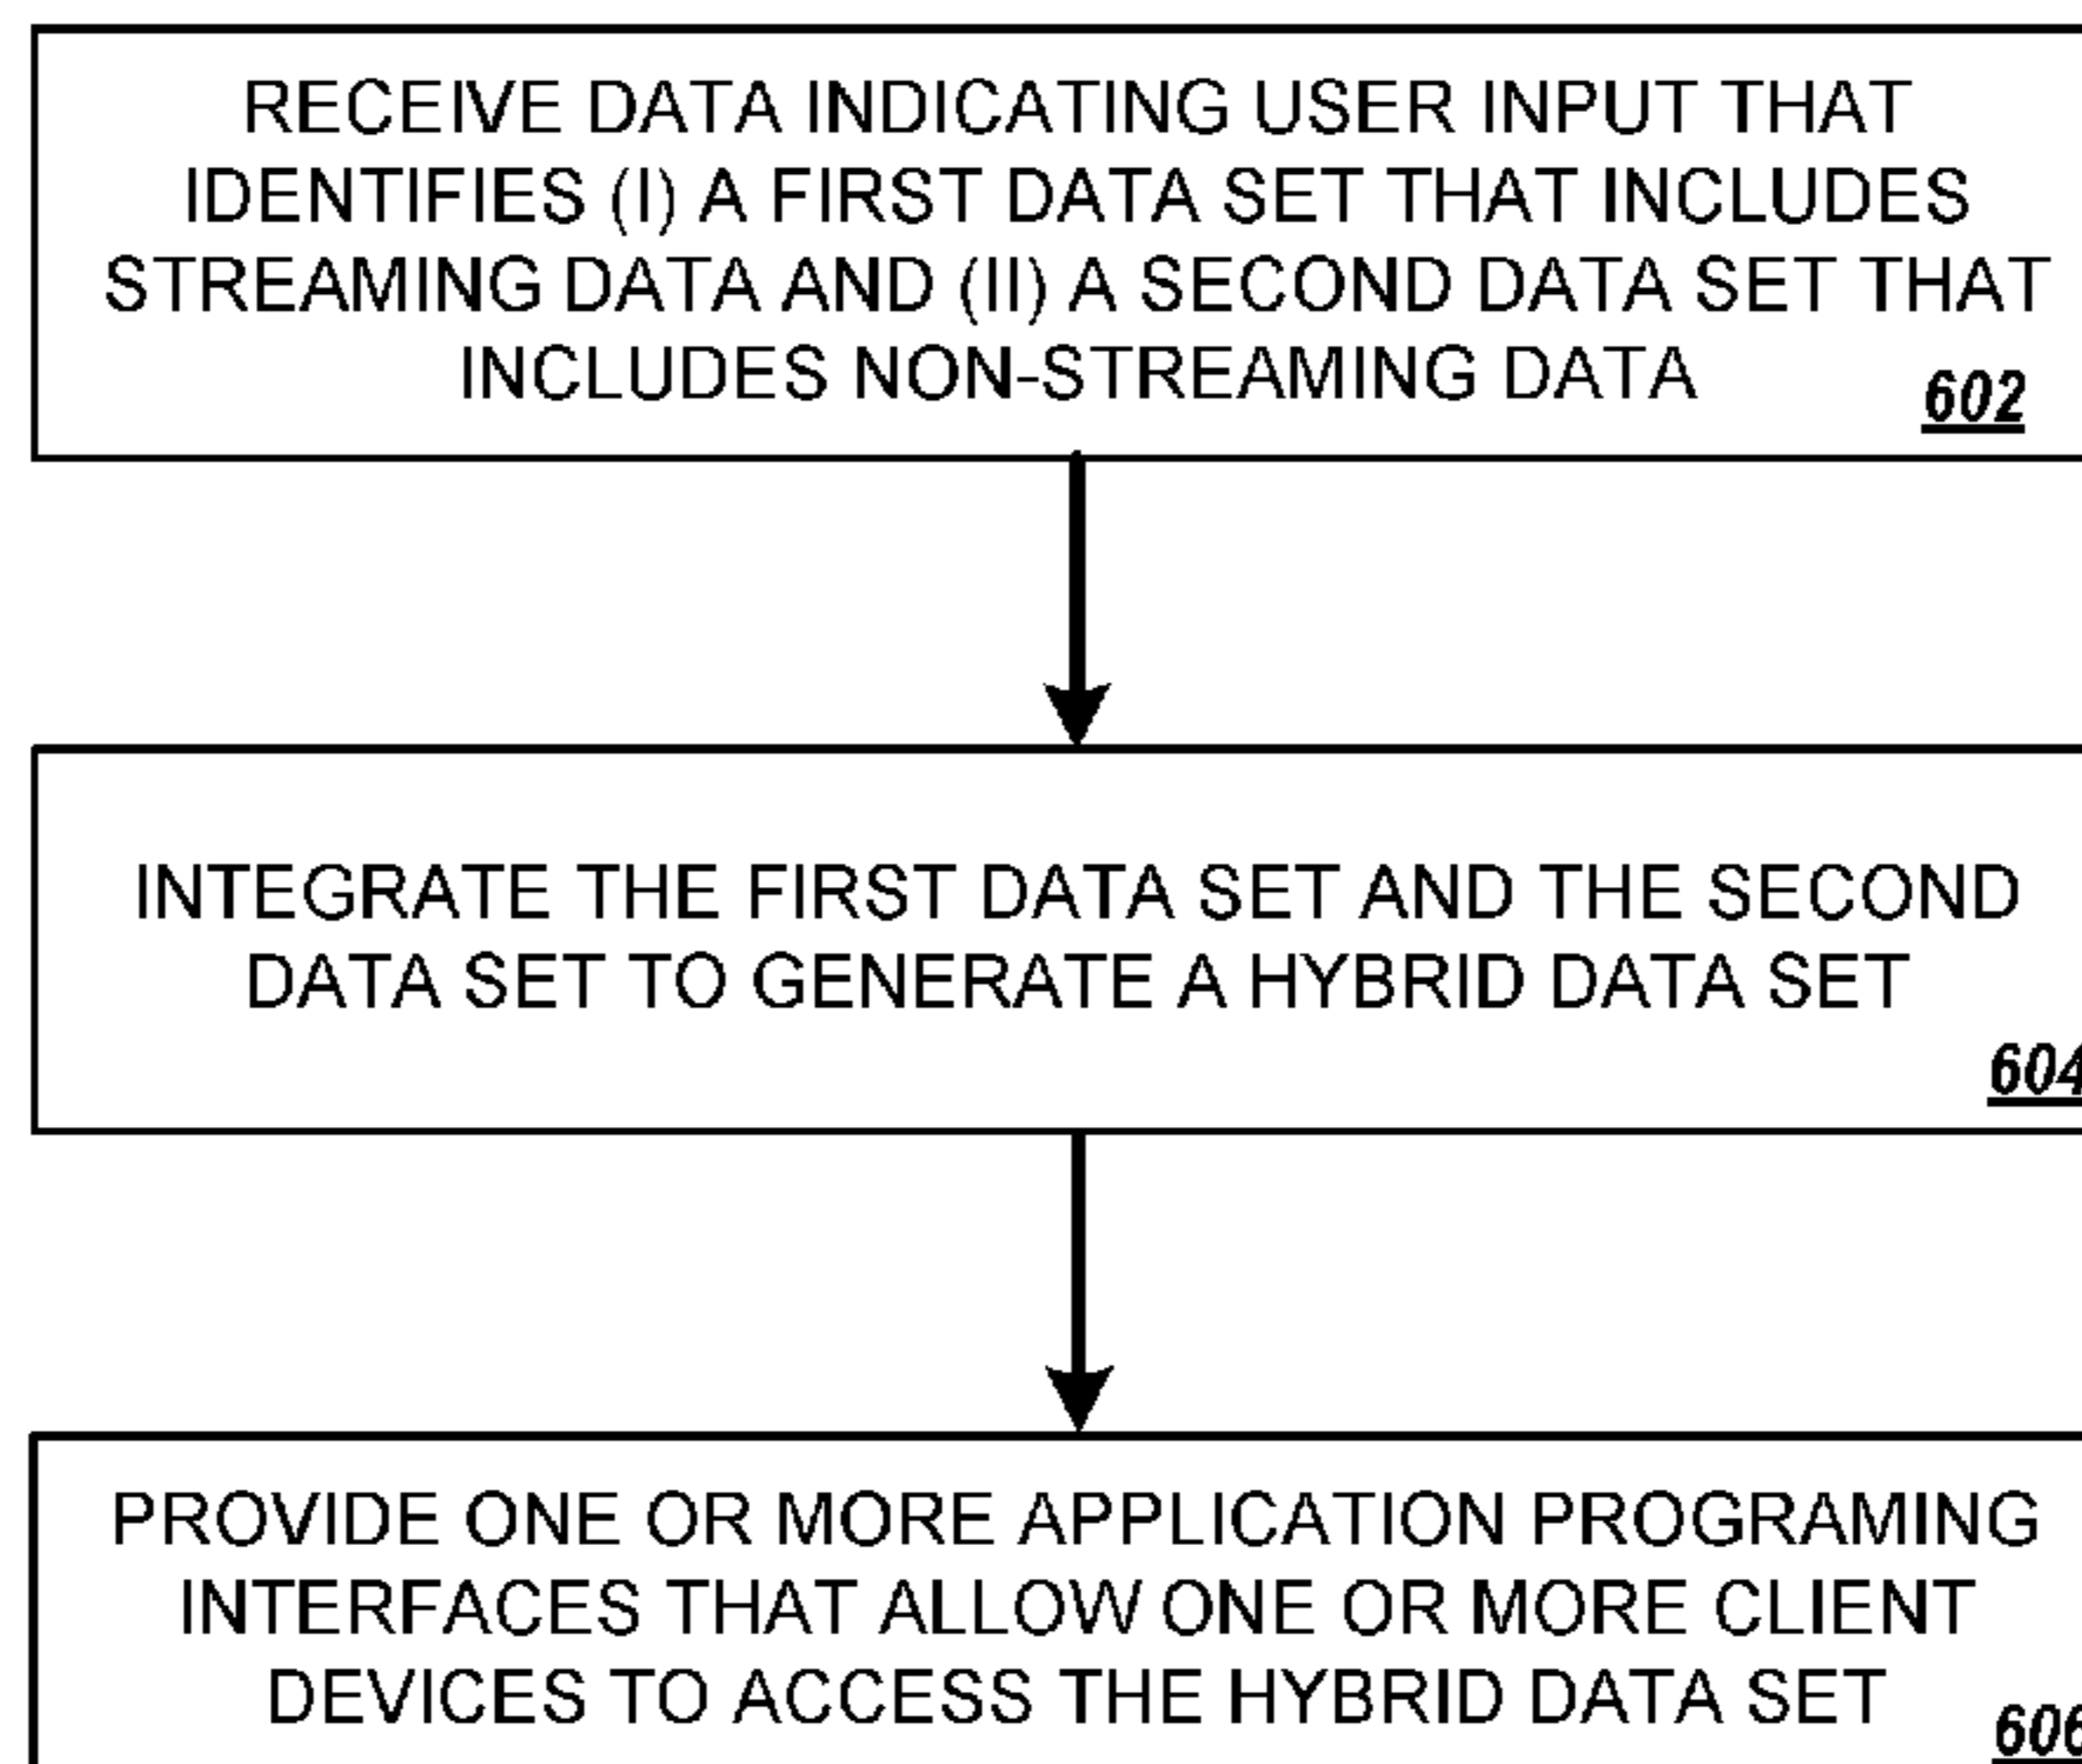 RECEIVE DATA INDICATING USER INPUT THAT
IDENTIFIES (I) A FIRST DATA SET THAT INCLUDES
STREAMING DATA AND (II) A SECOND DATA SET THAT
INCLUDES NON-STREAMING DATA
602
INTEGRATE THE FIRST DATA SET AND THE SECOND
DATA SET TO GENERATE A HYBRID DATA SET
604
PROVIDE ONE OR MORE APPLICATION PROGRAMING
INTERFACES THAT ALLOW ONE OR MORE CLIENT
DEVICES TO ACCESS THE HYBRID DATA SET
606